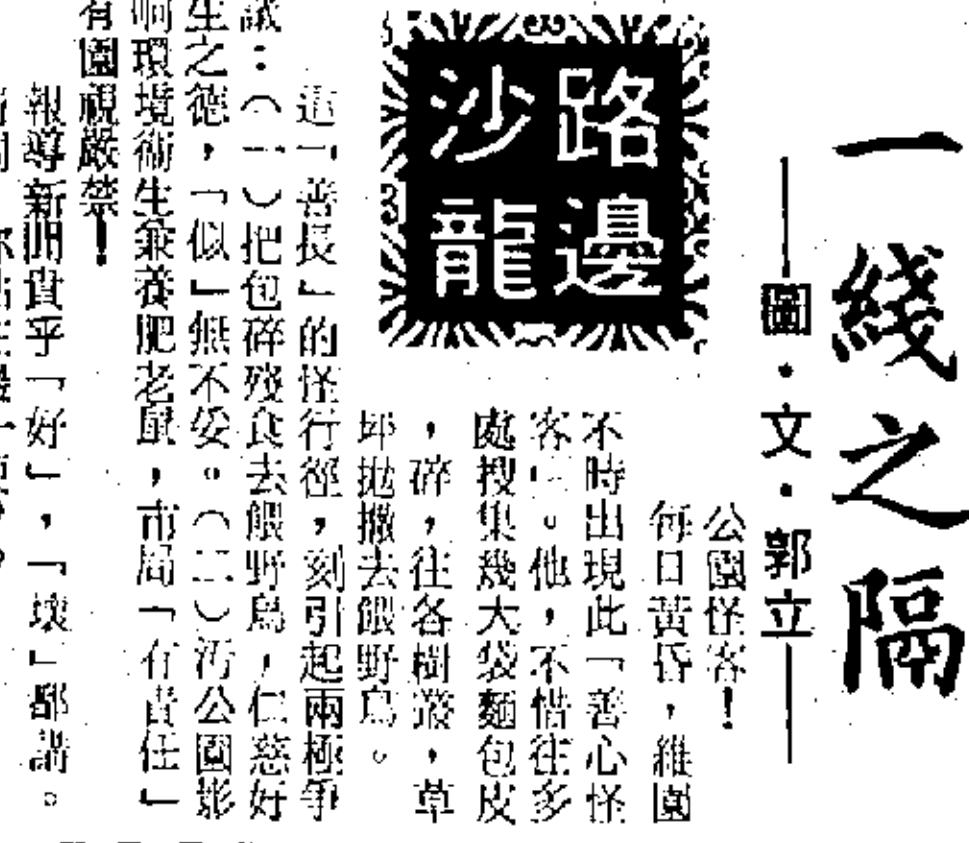 一綫之隔
圖・文・郭立
路邊
沙龍
公園怪客！
每日黃昏，維園
不時出現此「善心怪
客」。他，不惜往多
處搜集幾大袋麵包皮
，碎，往各樹叢，草
坪拋撒去餵野鳥。
這「善長」的怪行徑，刻引起兩極爭
議：（一）把包碎殘食去餵野鳥，仁慈好
生之德，「似」無不妥。（二）污公園影
响環境衛生兼養肥老鼠，市局「有責任」
有園視嚴禁！
報導新聞貴乎「好」，「壞」都講。